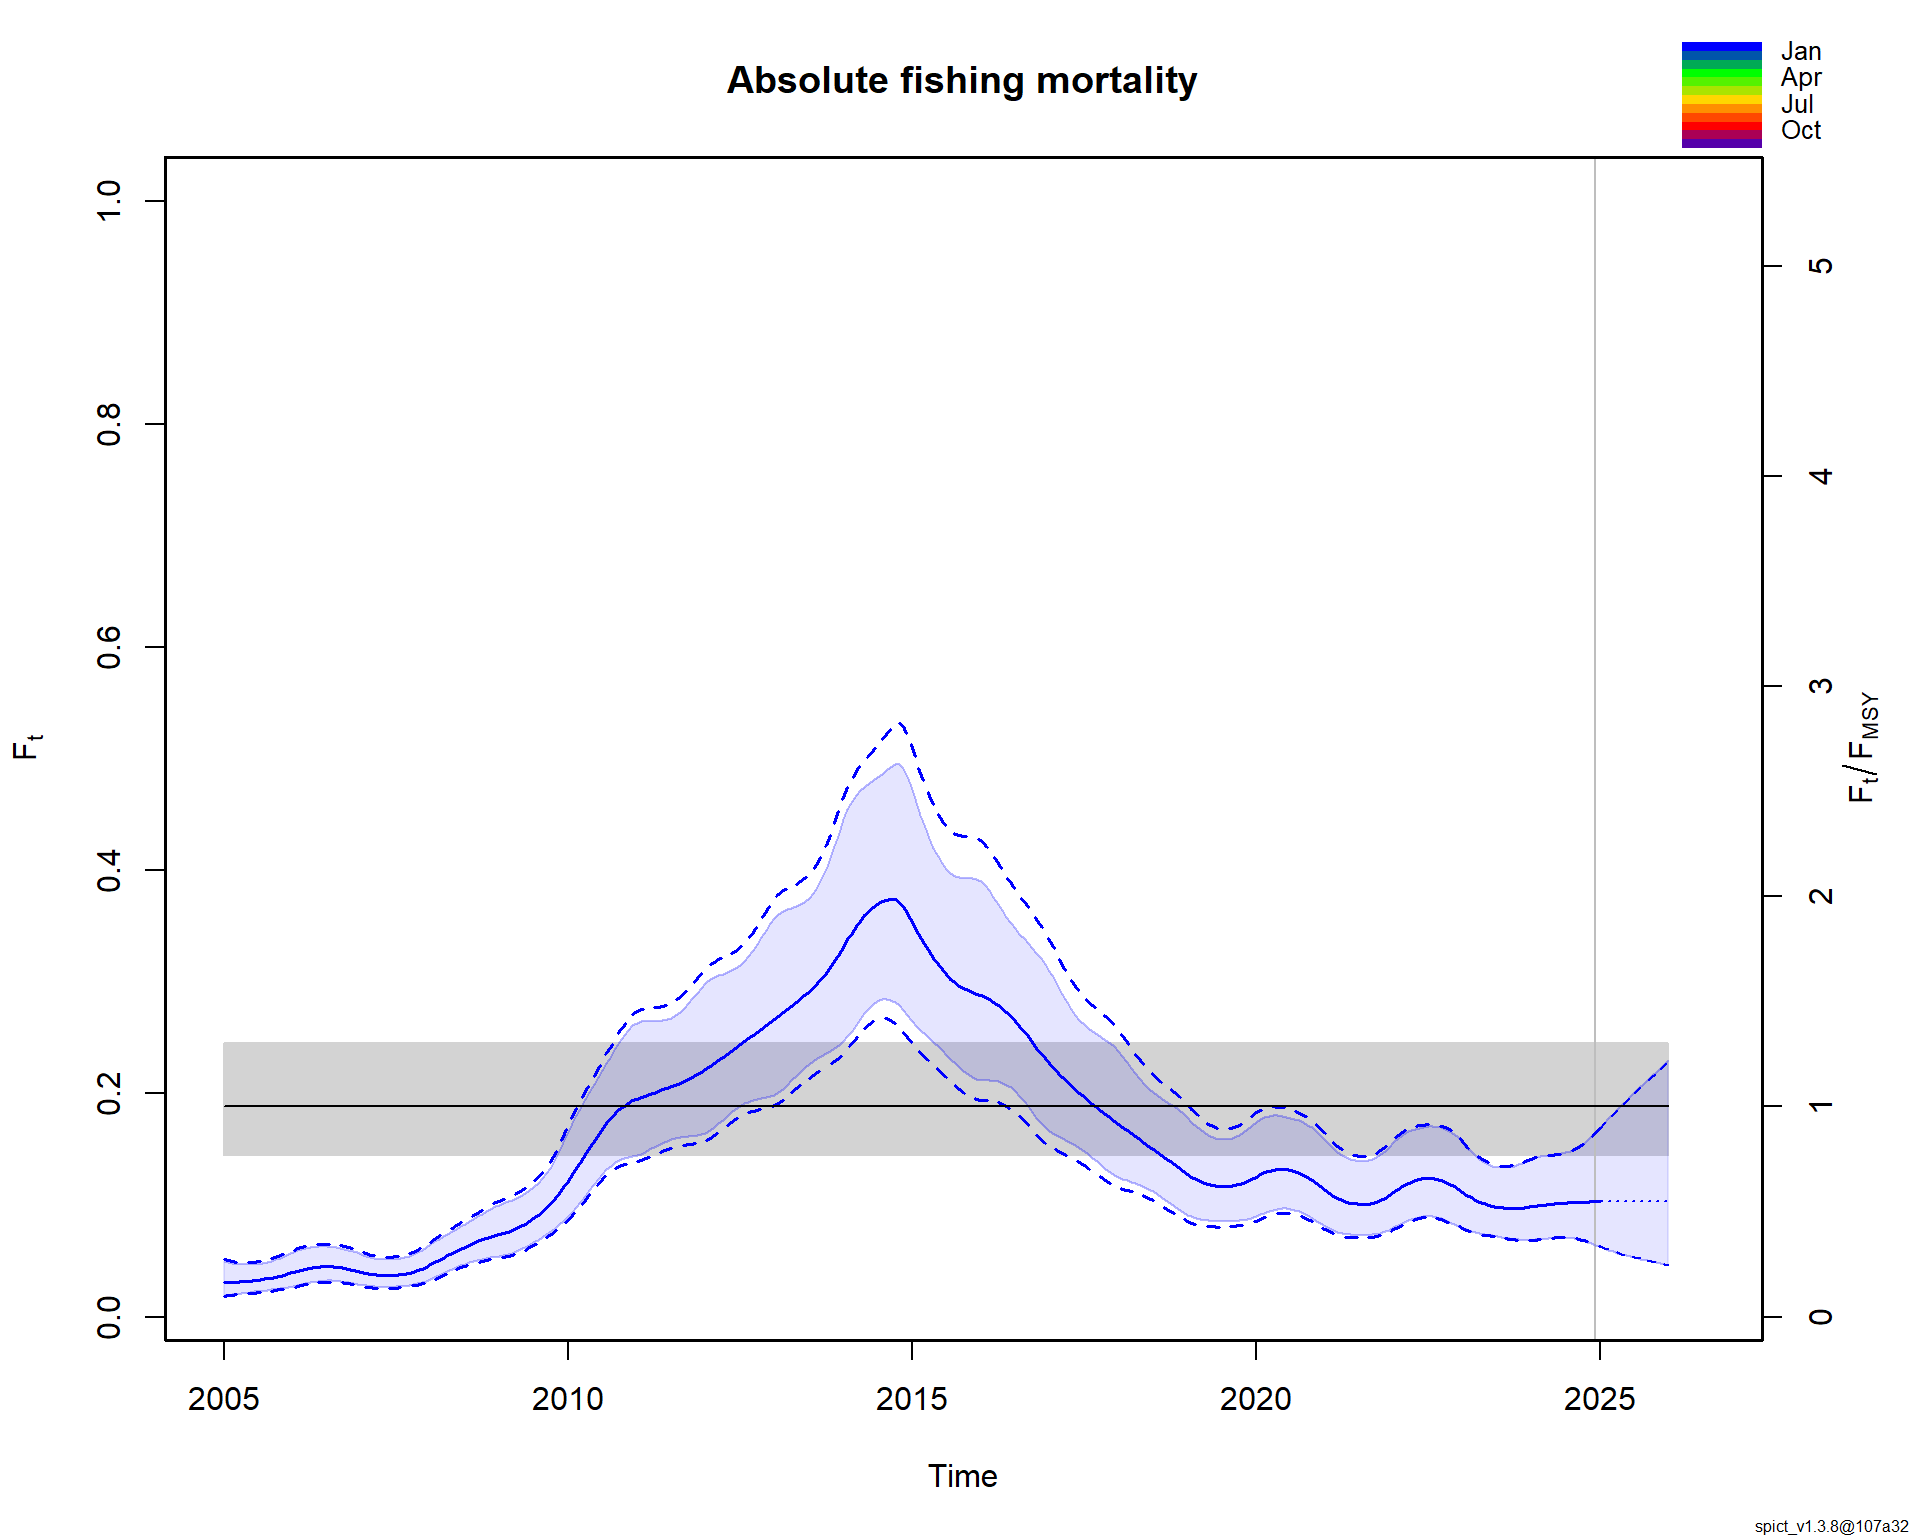 Absolute fishing mortality
Jan
Apr
Jul
Oct
1.0
0.8
0.6
0.4
0.2
0.0
Ft
5
4
3
2
1
0
Ft/FMSY
2005 2010 2015 2020 2025
Time
spict_v1.3.8@107a32